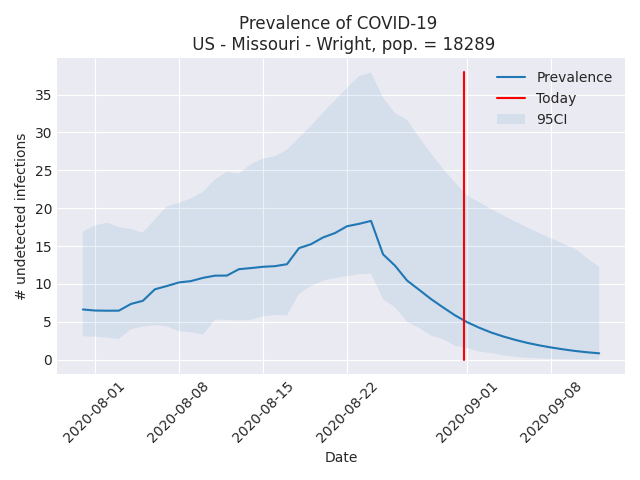 Prevalence of COVID-19
US - Missouri - Wright, pop. = 18289
Prevalence
Today
95CI
# undetected infections
35
30
25
20
15
10
5
0
2020-08-01
2020-08-08
2020-08-15
2020-08-22
2020-09-01
2020-09-08
Date